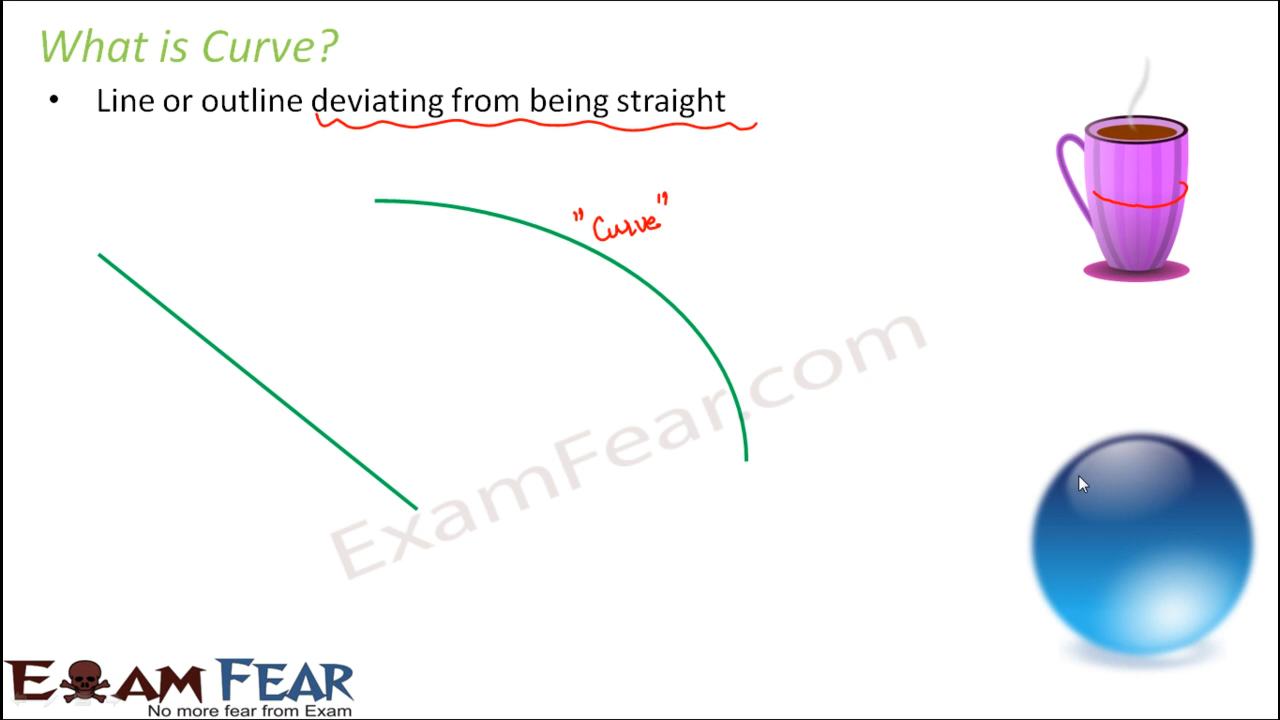 What is Curve?
• Line or outline deviating from being straight
"Curve"
ExamFear.com
EXAM FEAR
No more fear from Exam